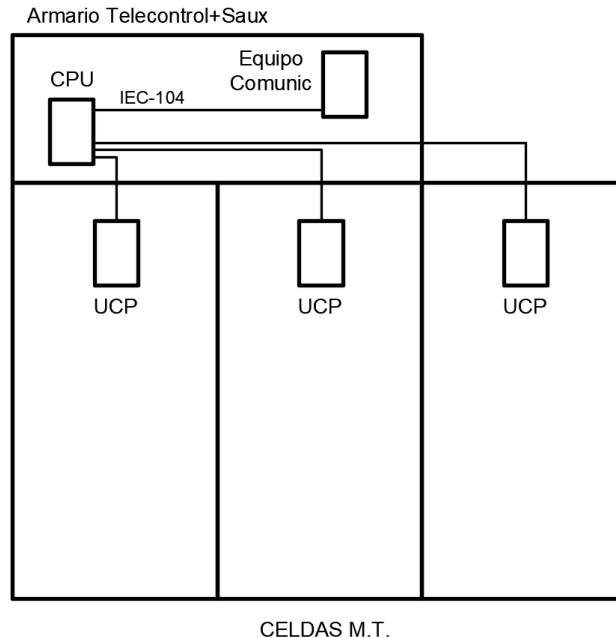 Armario Telecontrol+Saux
Equipo
Comunic
CPU
IEC-104
UCP
UCP
UCP
CELDAS M.T.